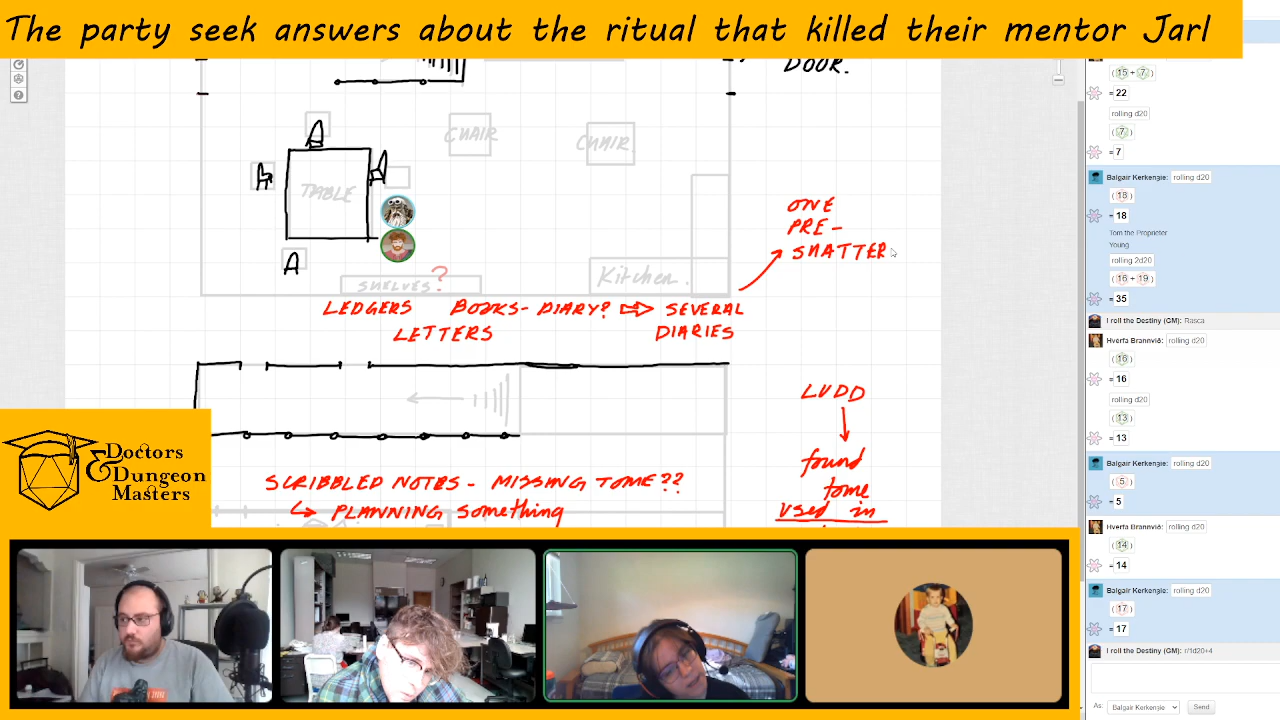 The party seek answers about the ritual that killed their mentor Jarl
DOOR.
CHAIR
CHAIR
TABLE
ONE
PRE-
SHATTER
SHELVES?
Kitchen.
LEDGERS BOOKS- DIARY? ⇨ SEVERAL
LETTERS DIARIES
LUDD
found
tome
used in
SCRIBBLED NOTES - MISSING TOME??
↳ PLANNING something
Doctors
& Dungeon
Masters
(15 + 7)
= 22
rolling d20
(7)
= 7
Balgair Kerkengie: rolling d20
(18)
= 18
Tom the Proprieter
Young
rolling 2d20
(16 + 19)
= 35
I roll the Destiny (GM): Rasca
Hverfa Brannvið: rolling d20
(16)
= 16
rolling d20
(13)
= 13
Balgair Kerkengie: rolling d20
(5)
= 5
Hverfa Brannvið: rolling d20
(14)
= 14
Balgair Kerkengie: rolling d20
(17)
= 17
I roll the Destiny (GM): r/1d20+4
As: Balgair Kerkengie Send